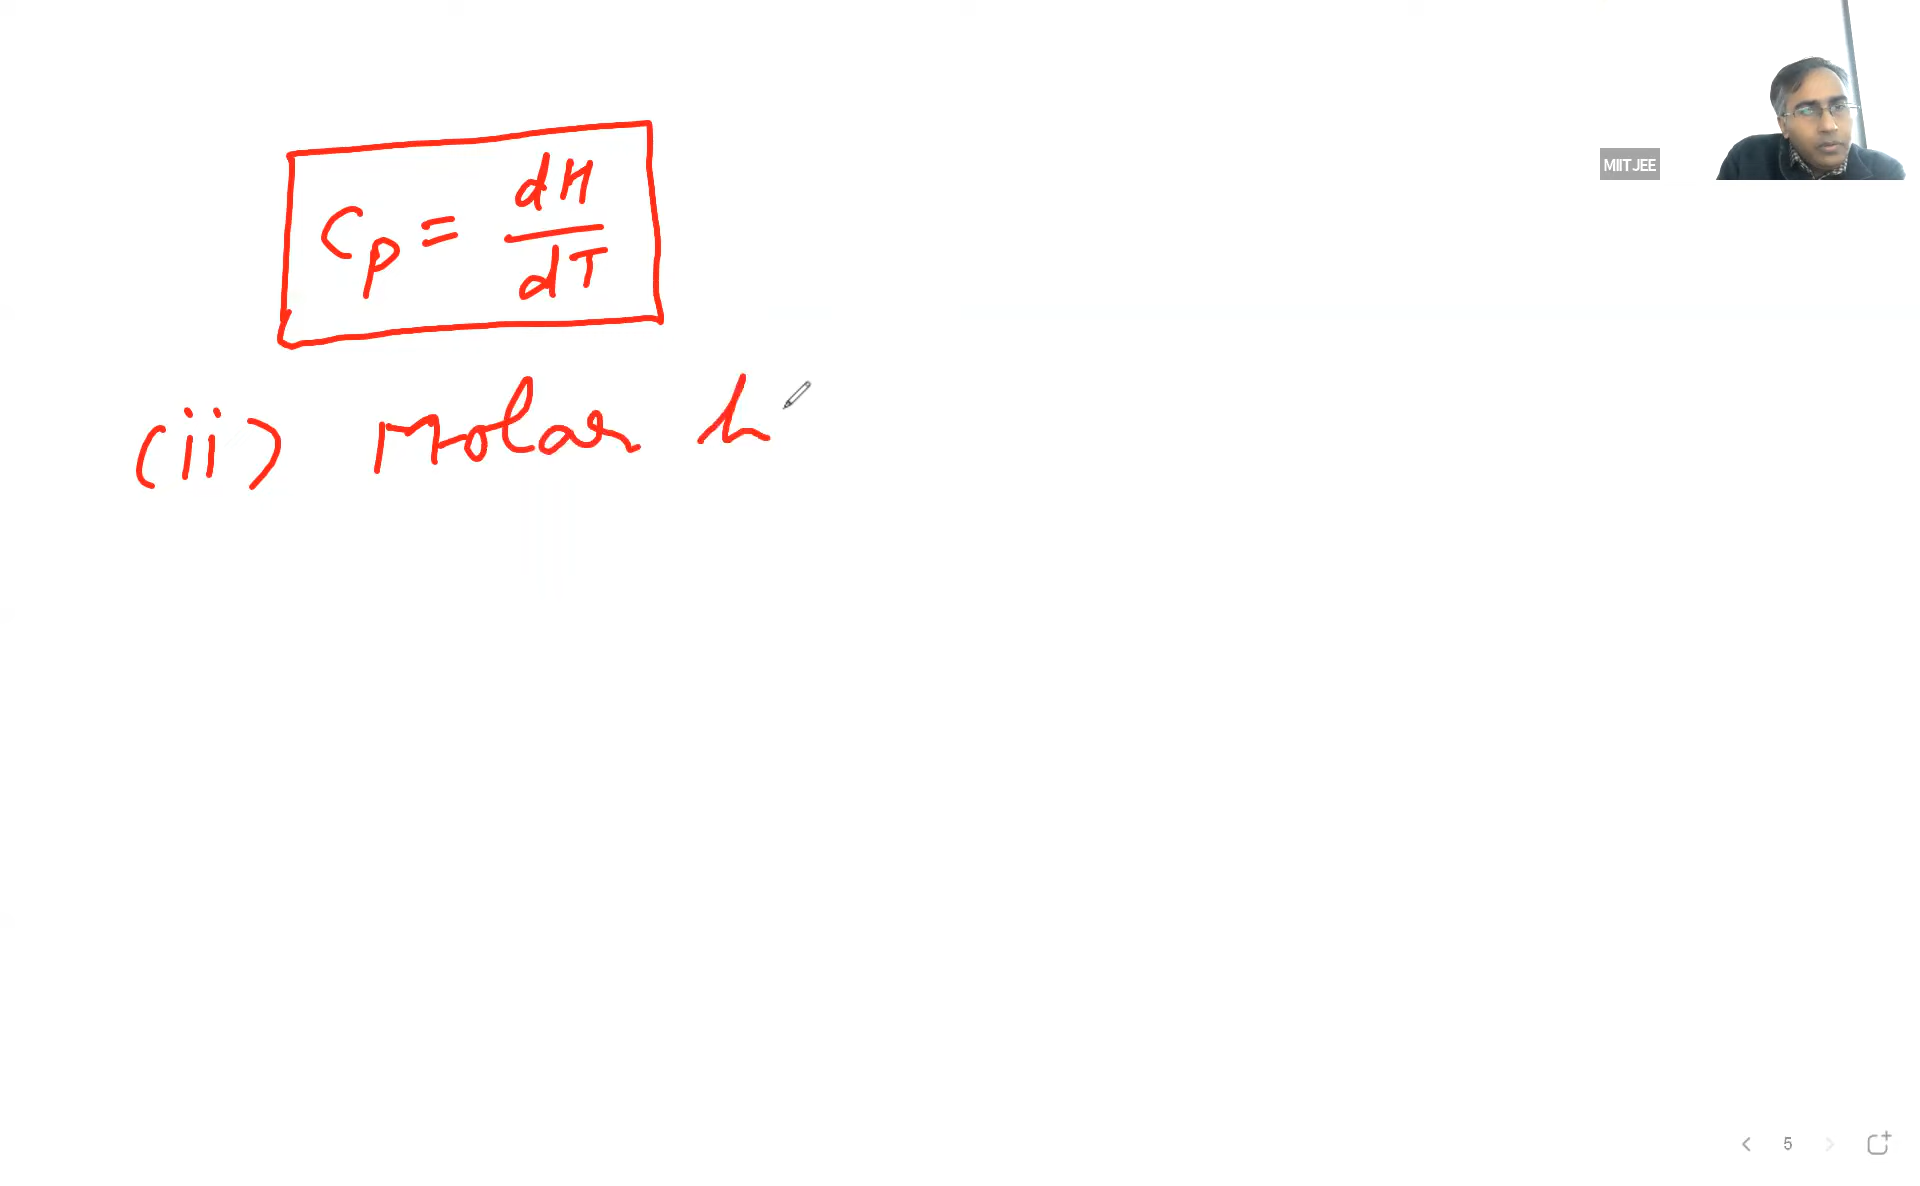 MIIT JEE
Cp = dH/dT
(ii) Molar h
5